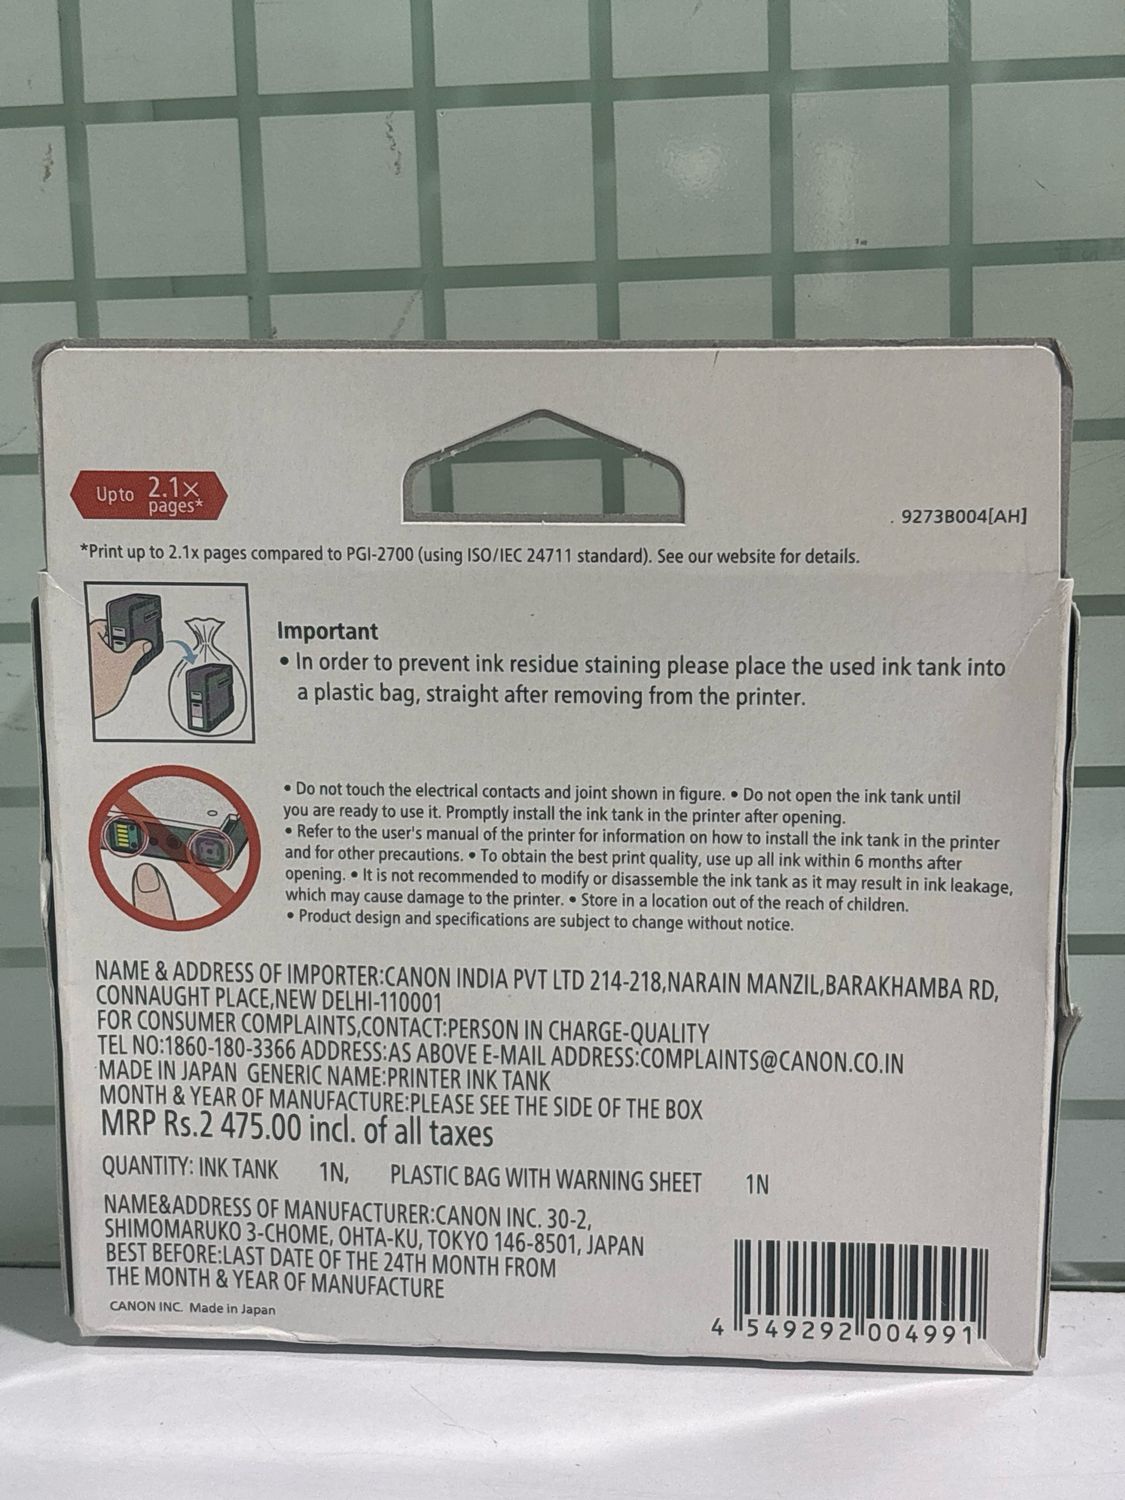 Up to 2.1×
pages*
. 9273B004[AH]
*Print up to 2.1x pages compared to PGI-2700 (using ISO/IEC 24711 standard). See our website for details.
Important
• In order to prevent ink residue staining please place the used ink tank into
a plastic bag, straight after removing from the printer.
• Do not touch the electrical contacts and joint shown in figure. • Do not open the ink tank until
you are ready to use it. Promptly install the ink tank in the printer after opening.
• Refer to the user's manual of the printer for information on how to install the ink tank in the printer
and for other precautions. • To obtain the best print quality, use up all ink within 6 months after
opening. • It is not recommended to modify or disassemble the ink tank as it may result in ink leakage,
which may cause damage to the printer. • Store in a location out of the reach of children.
• Product design and specifications are subject to change without notice.
NAME & ADDRESS OF IMPORTER:CANON INDIA PVT LTD 214-218,NARAIN MANZIL,BARAKHAMBA RD,
CONNAUGHT PLACE,NEW DELHI-110001
FOR CONSUMER COMPLAINTS,CONTACT:PERSON IN CHARGE-QUALITY
TEL NO:1860-180-3366 ADDRESS:AS ABOVE E-MAIL ADDRESS:COMPLAINTS@CANON.CO.IN
MADE IN JAPAN GENERIC NAME:PRINTER INK TANK
MONTH & YEAR OF MANUFACTURE:PLEASE SEE THE SIDE OF THE BOX
MRP Rs.2 475.00 incl. of all taxes
QUANTITY: INK TANK 1N, PLASTIC BAG WITH WARNING SHEET 1N
NAME&ADDRESS OF MANUFACTURER:CANON INC. 30-2,
SHIMOMARUKO 3-CHOME, OHTA-KU, TOKYO 146-8501, JAPAN
BEST BEFORE:LAST DATE OF THE 24TH MONTH FROM
THE MONTH & YEAR OF MANUFACTURE
CANON INC. Made in Japan
4 549292 004991